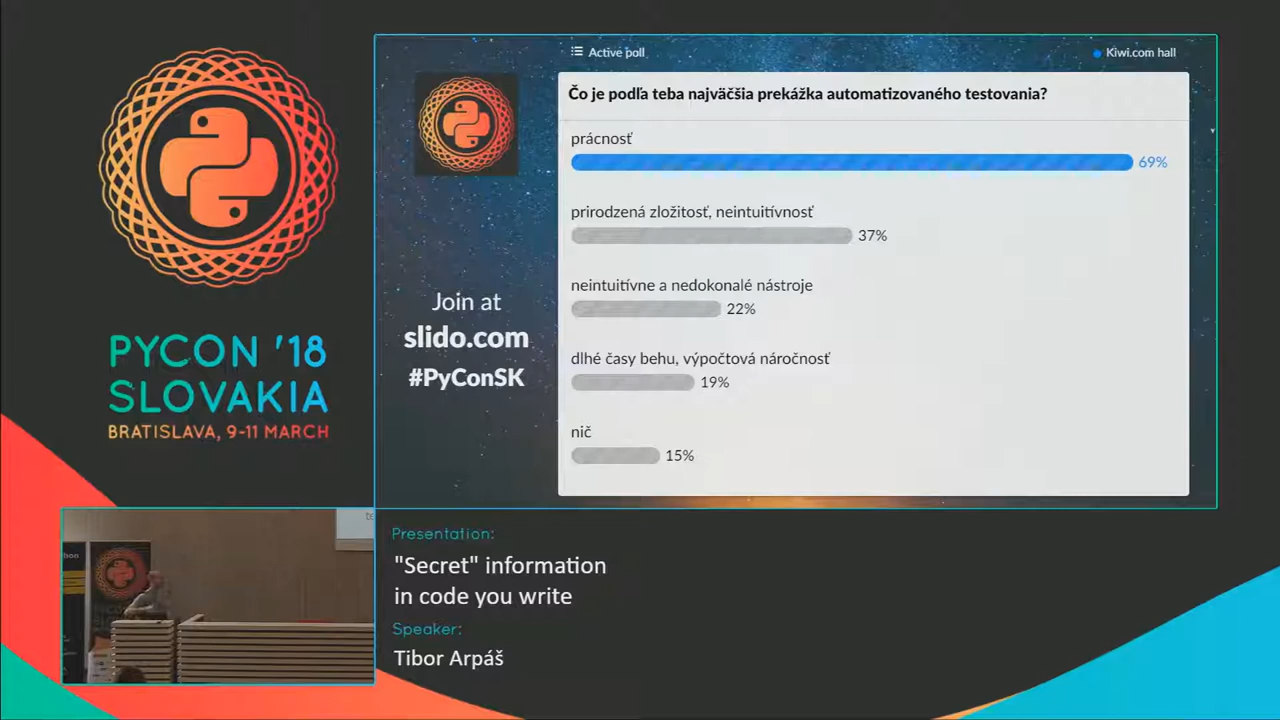 Active poll
Kiwi.com hall
Čo je podľa teba najväčšia prekážka automatizovaného testovania?
prácnosť
69%
prirodzená zložitosť, neintuitívnosť
37%
neintuitívne a nedokonalé nástroje
22%
dlhé časy behu, výpočtová náročnosť
19%
nič
15%
Join at
slido.com
#PyConSK
PYCON '18
SLOVAKIA
BRATISLAVA, 9-11 MARCH
Presentation:
"Secret" information
in code you write
Speaker:
Tibor Arpáš